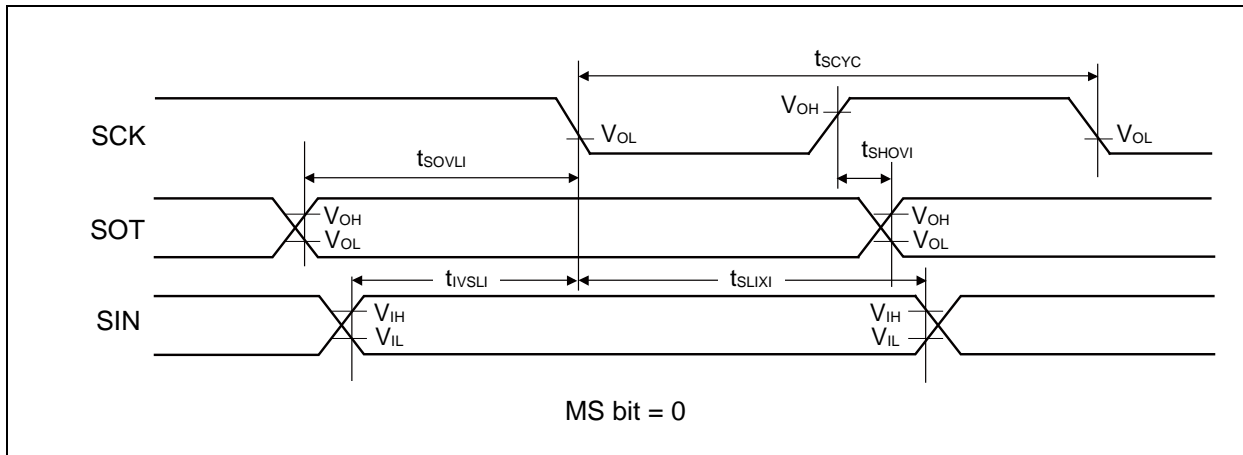 tSCYC
VOH
SCK
VOL
VOL
tSHOVI
tSOVLI
VOH
VOH
SOT
VOL
VOL
tIVSLI
tSLIXI
VIH
VIH
SIN
VIL
VIL
MS bit = 0